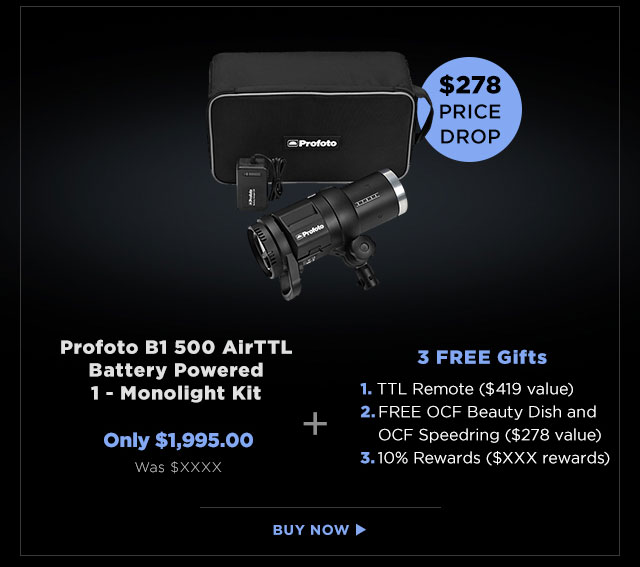 $278
PRICE
DROP
Profoto
Profoto
Profoto B1 500 AirTTL
Battery Powered
1 - Monolight Kit
Only $1,995.00
Was $XXXX
+
3 FREE Gifts
1. TTL Remote ($419 value)
2. FREE OCF Beauty Dish and
OCF Speedring ($278 value)
3. 10% Rewards ($XXX rewards)
BUY NOW